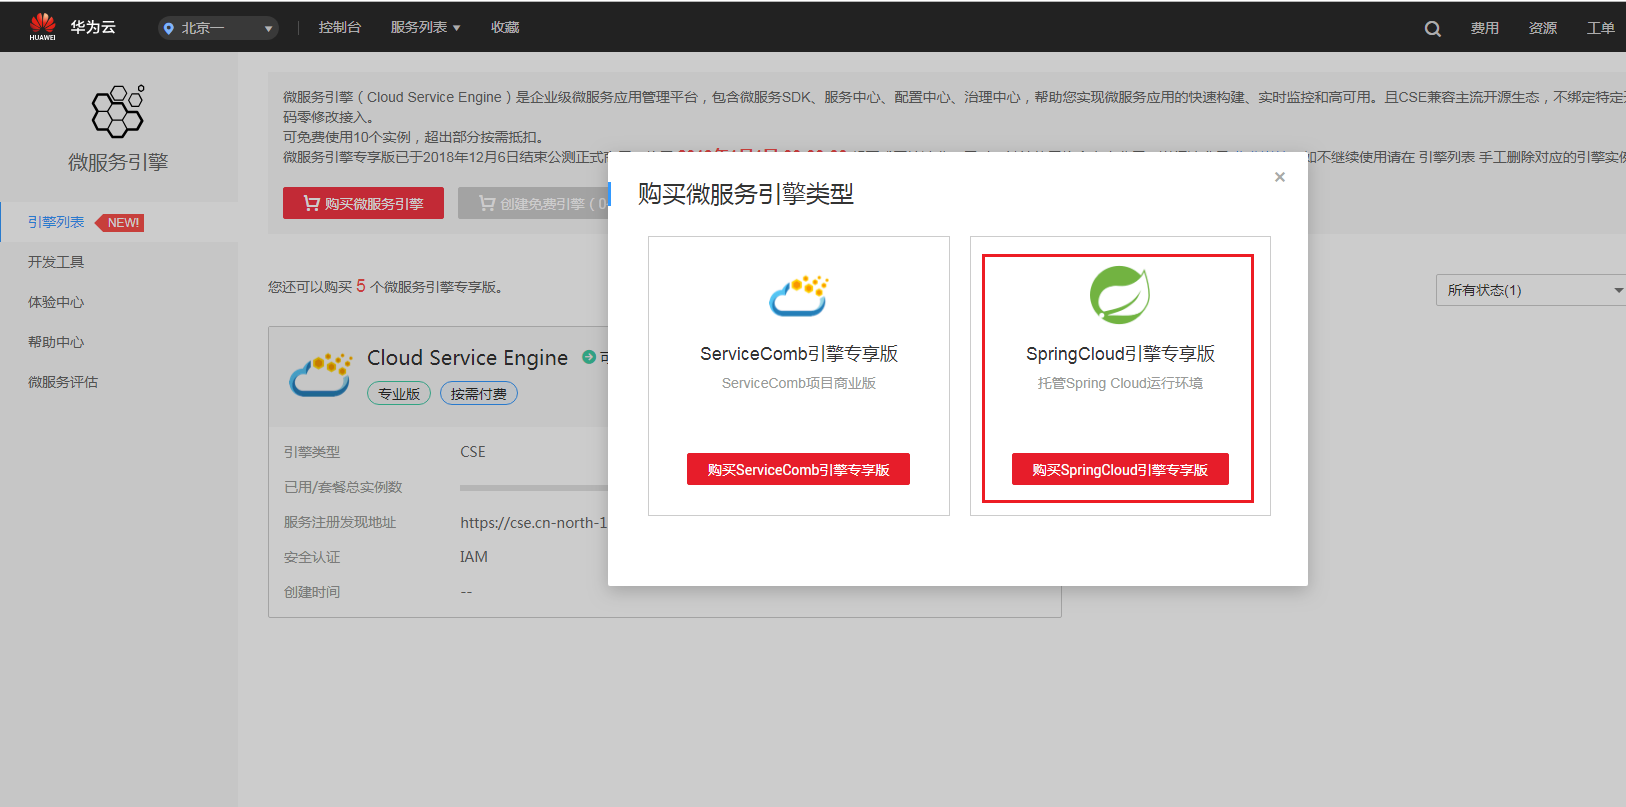 HUAWEI
华为云
北京一
控制台
服务列表
收藏
费用
资源
工单
微服务引擎
引擎列表
NEW!
开发工具
体验中心
帮助中心
微服务评估
微服务引擎（Cloud Service Engine）是企业级微服务应用管理平台，包含微服务SDK、服务中心、配置中心、治理中心，帮助您实现微服务应用的快速构建、实时监控和高可用。且CSE兼容主流开源生态，不绑定特定
码零修改接入。
可免费使用10个实例，超出部分按需抵扣。
微服务引擎专享版已于2018年12月6日结束公测正式
如不继续使用请在 引擎列表 手工删除对应的引擎实
购买微服务引擎
创建免费引擎（0
您还可以购买 5 个微服务引擎专享版。
所有状态(1)
Cloud Service Engine
专业版
按需付费
引擎类型
CSE
已用/套餐总实例数
服务注册发现地址
https://cse.cn-north-1
安全认证
IAM
创建时间
--
购买微服务引擎类型
×
ServiceComb引擎专享版
ServiceComb项目商业版
购买ServiceComb引擎专享版
SpringCloud引擎专享版
托管Spring Cloud运行环境
购买SpringCloud引擎专享版